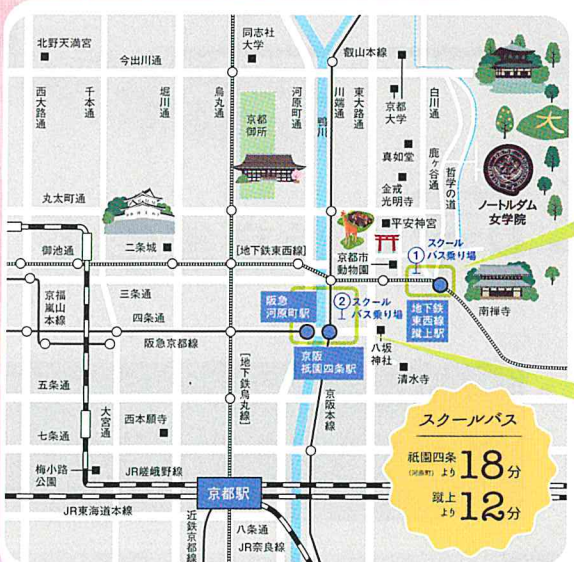 北野天満宮
同志社
大学
叡山本線
今出川通
西大路通
千本通
堀川通
烏丸通
京都
御所
河原町通
鴨川
川端通
東大路通
京都
大学
白川通
鹿ヶ谷通
哲学の道
大
真如堂
金戒
光明寺
ノートルダム
女学院
丸太町通
平安神宮
二条城
御池通
[地下鉄東西線]
京都市
動物園
①
スクール
バス乗り場
京福
嵐山
本線
三条通
四条通
阪急京都線
阪急
河原町駅
②
スクール
バス乗り場
京阪
祇園四条駅
地下鉄
東西線
蹴上駅
南禅寺
八坂
神社
清水寺
五条通
[地下鉄烏丸線]
京阪本線
大宮通
西本願寺
七条通
梅小路
公園
JR嵯峨野線
京都駅
JR東海道本線
近鉄京都線
八条通
JR奈良線
スクールバス
祇園四条
(河原町)
より
18分
蹴上
より
12分